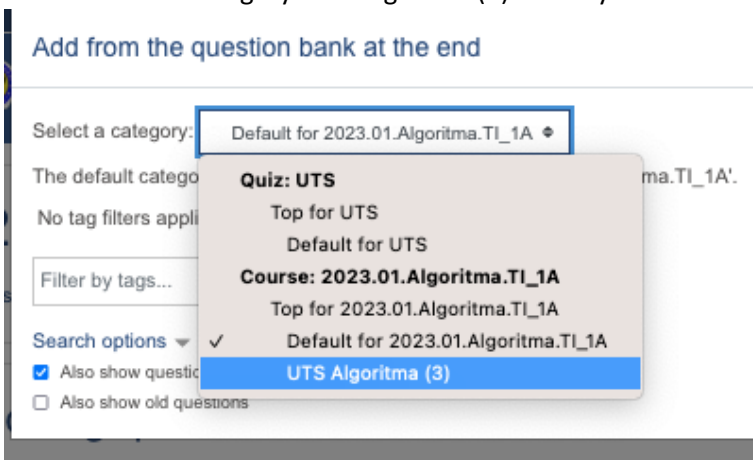 Add from the question bank at the end
Select a category: Default for 2023.01.Algoritma.TI_1A
The default catego ma.TI_1A'.
Quiz: UTS
No tag filters appli
Top for UTS
Default for UTS
Filter by tags...
Course: 2023.01.Algoritma.TI_1A
Top for 2023.01.Algoritma.TI_1A
Search options ✓ Default for 2023.01.Algoritma.TI_1A
Also show questio
UTS Algoritma (3)
Also show old questions